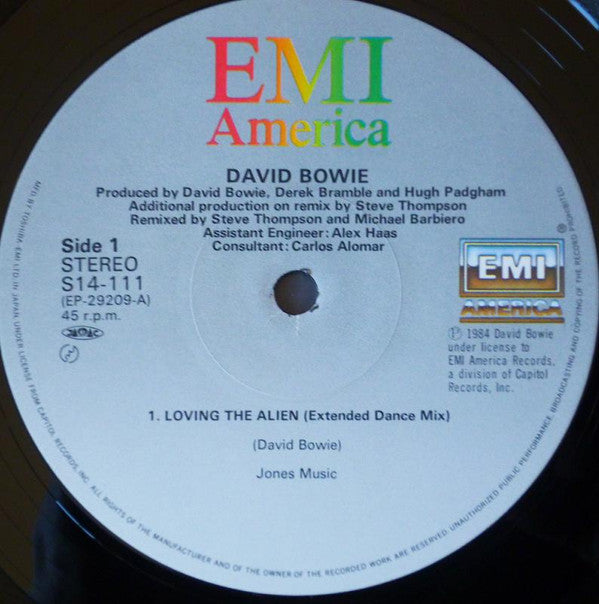 EMI
America
DAVID BOWIE
Produced by David Bowie, Derek Bramble and Hugh Padgham
Additional production on remix by Steve Thompson
Remixed by Steve Thompson and Michael Barbiero
Assistant Engineer: Alex Haas
Consultant: Carlos Alomar
Side 1
STEREO
S14-111
(EP-29209-A)
45 r.p.m.
EMI
AMERICA
Ⓟ 1984 David Bowie
under license to
EMI America Records,
a division of Capitol
Records, Inc.
1. LOVING THE ALIEN (Extended Dance Mix)
(David Bowie)
Jones Music
MFD. BY TOSHIBA-EMI LTD. IN JAPAN, UNDER LICENSE FROM CAPITOL RECORDS, INC. ALL RIGHTS OF THE MANUFACTURER AND OF THE OWNER OF THE RECORDED WORK ARE RESERVED. UNAUTHORIZED PUBLIC PERFORMANCE, BROADCASTING AND COPYING OF THE RECORD PROHIBITED